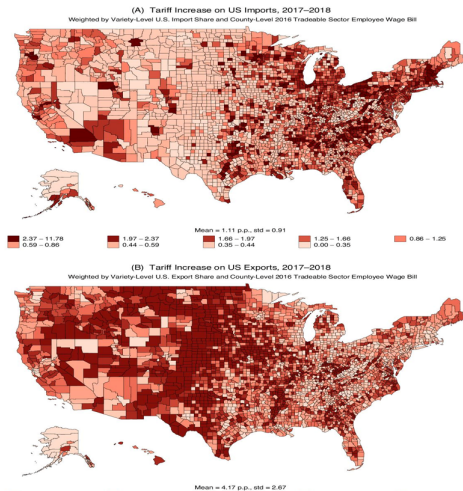 (A) Tariff Increase on US Imports, 2017–2018
Weighted by Variety-Level U.S. Import Share and County-Level 2016 Tradeable Sector Employee Wage Bill
Mean = 1.11 p.p., std = 0.91
2.37 – 11.78 1.97 – 2.37 1.66 – 1.97 1.25 – 1.66 0.86 – 1.25
0.59 – 0.86 0.44 – 0.59 0.35 – 0.44 0.00 – 0.35
(B) Tariff Increase on US Exports, 2017–2018
Weighted by Variety-Level U.S. Export Share and County-Level 2016 Tradeable Sector Employee Wage Bill
Mean = 4.17 p.p., std = 2.67